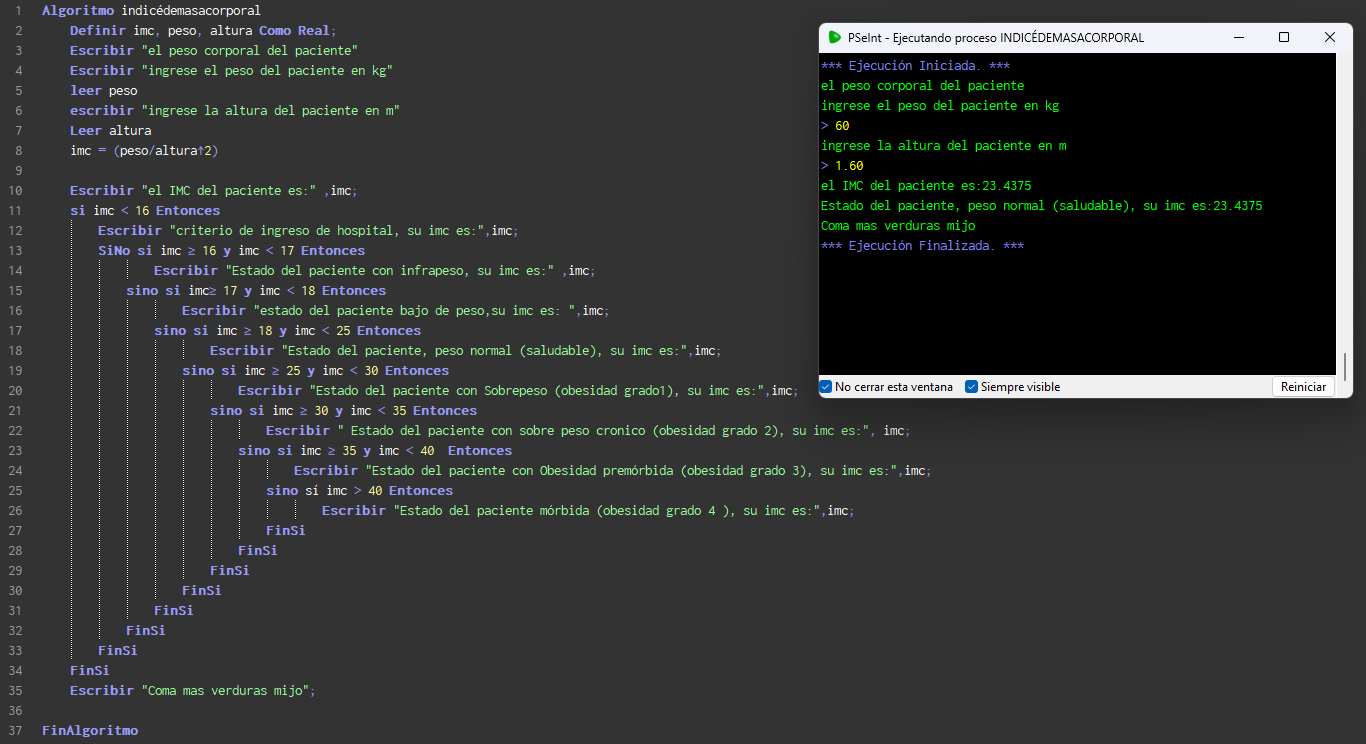 1 Algoritmo indicédemasacorporal
2 Definir imc, peso, altura Como Real;
3 Escribir "el peso corporal del paciente"
4 Escribir "ingrese el peso del paciente en kg"
5 leer peso
6 escribir "ingrese la altura del paciente en m"
7 Leer altura
8 imc = (peso/altura↑2)
9
10 Escribir "el IMC del paciente es:" ,imc;
11 si imc < 16 Entonces
12 Escribir "criterio de ingreso de hospital, su imc es:",imc;
13 SiNo si imc ≥ 16 y imc < 17 Entonces
14 Escribir "Estado del paciente con infrapeso, su imc es:" ,imc;
15 sino si imc≥ 17 y imc < 18 Entonces
16 Escribir "estado del paciente bajo de peso,su imc es: ",imc;
17 sino si imc ≥ 18 y imc < 25 Entonces
18 Escribir "Estado del paciente, peso normal (saludable), su imc es:",imc;
19 sino si imc ≥ 25 y imc < 30 Entonces
20 Escribir "Estado del paciente con Sobrepeso (obesidad grado1), su imc es:",imc;
21 sino si imc ≥ 30 y imc < 35 Entonces
22 Escribir " Estado del paciente con sobre peso cronico (obesidad grado 2), su imc es:", imc;
23 sino si imc ≥ 35 y imc < 40  Entonces
24 Escribir "Estado del paciente con Obesidad premórbida (obesidad grado 3), su imc es:",imc;
25 sino sí imc > 40 Entonces
26 Escribir "Estado del paciente mórbida (obesidad grado 4 ), su imc es:",imc;
27 FinSi
28 FinSi
29 FinSi
30 FinSi
31 FinSi
32 FinSi
33 FinSi
34 FinSi
35 Escribir "Coma mas verduras mijo";
36
37 FinAlgoritmo
PSeInt - Ejecutando proceso INDICÉDEMASACORPORAL
*** Ejecución Iniciada. ***
el peso corporal del paciente
ingrese el peso del paciente en kg
> 60
ingrese la altura del paciente en m
> 1.60
el IMC del paciente es:23.4375
Estado del paciente, peso normal (saludable), su imc es:23.4375
Coma mas verduras mijo
*** Ejecución Finalizada. ***
No cerrar esta ventana Siempre visible Reiniciar